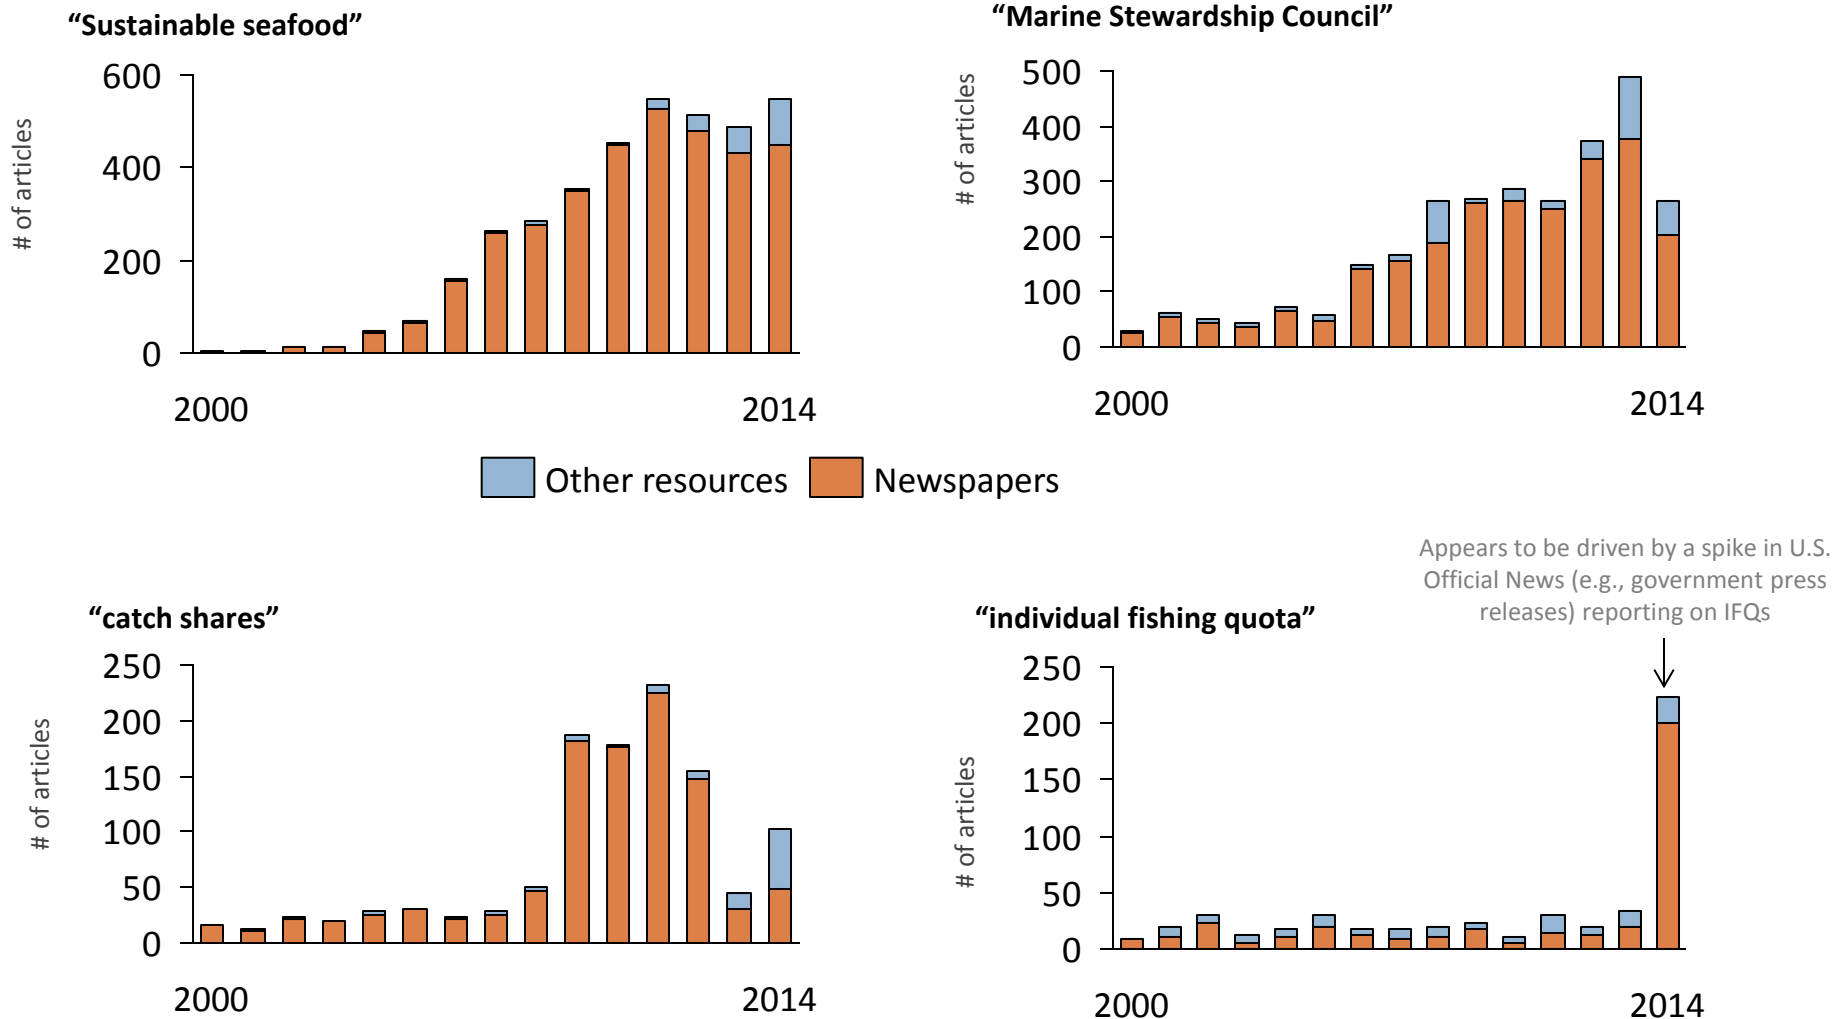 “Sustainable seafood”
# of articles
600
400
200
0
2000
2014
“Marine Stewardship Council”
# of articles
500
400
300
200
100
0
2000
2014
Other resources
Newspapers
“catch shares”
# of articles
250
200
150
100
50
0
2000
2014
“individual fishing quota”
Appears to be driven by a spike in U.S.
Official News (e.g., government press
releases) reporting on IFQs
# of articles
250
200
150
100
50
0
2000
2014